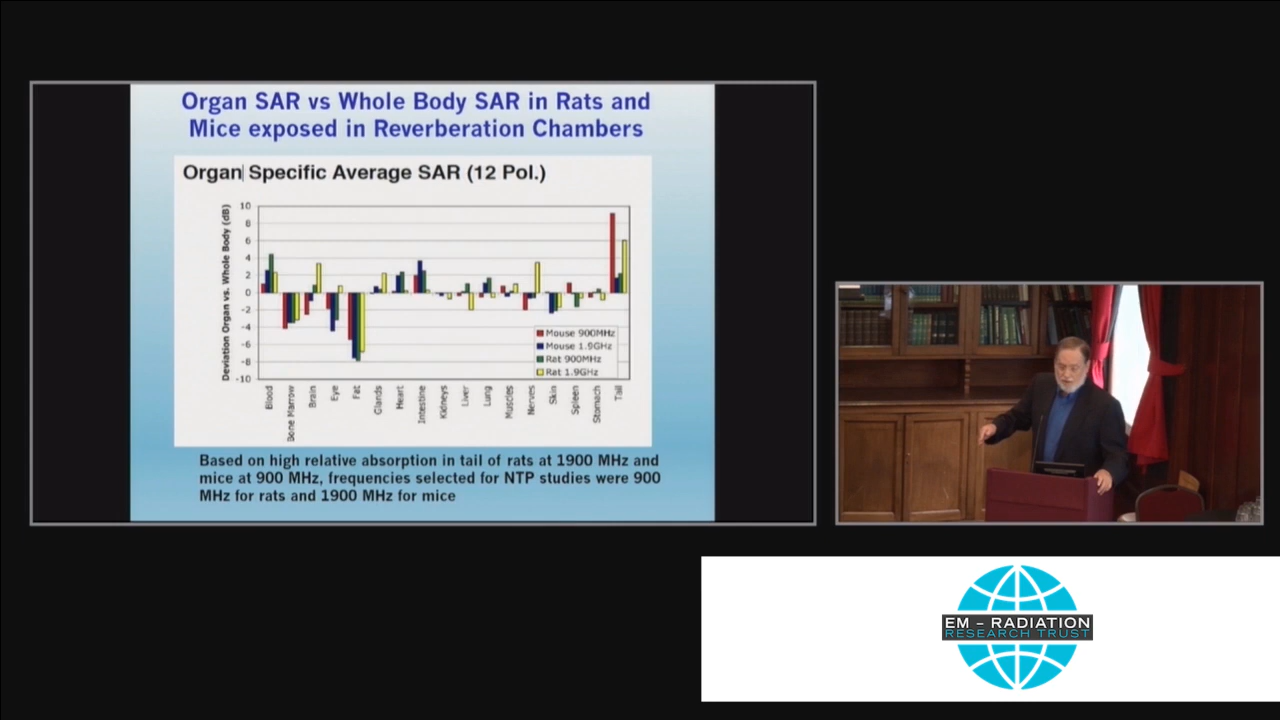 Organ SAR vs Whole Body SAR in Rats and
Mice exposed in Reverberation Chambers
Organ Specific Average SAR (12 Pol.)
Deviation Organ vs. Whole Body (dB)
10
8
6
4
2
0
-2
-4
-6
-8
-10
Mouse 900MHz
Mouse 1.9GHz
Rat 900MHz
Rat 1.9GHz
Blood
Bone Marrow
Brain
Eye
Fat
Glands
Heart
Intestine
Kidneys
Liver
Lung
Muscles
Nerves
Skin
Spleen
Stomach
Tail
Based on high relative absorption in tail of rats at 1900 MHz and
mice at 900 MHz, frequencies selected for NTP studies were 900
MHz for rats and 1900 MHz for mice
EM – RADIATION
RESEARCH TRUST